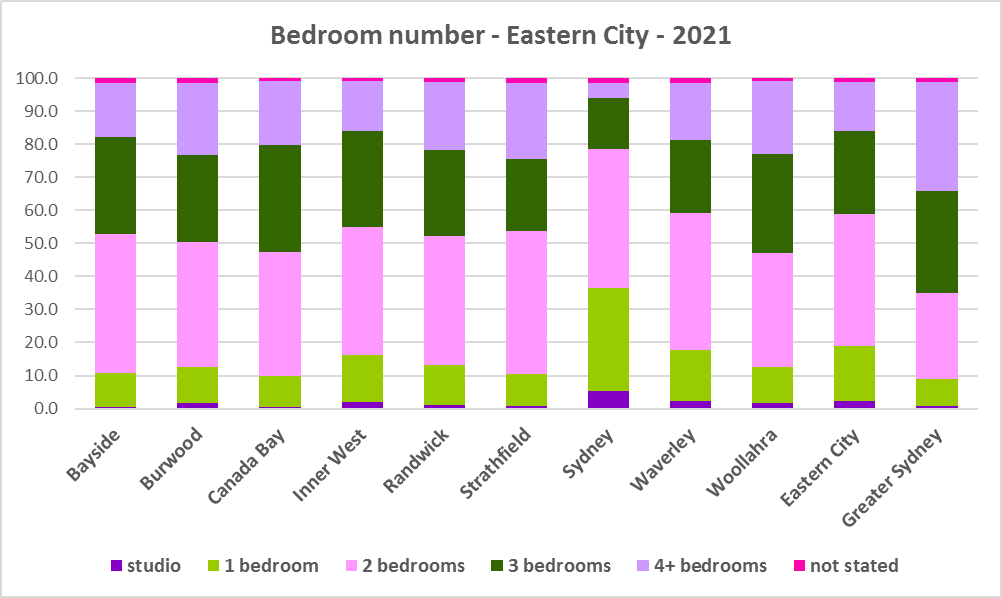 Bedroom number - Eastern City - 2021
100.0
90.0
80.0
70.0
60.0
50.0
40.0
30.0
20.0
10.0
0.0
Bayside
Burwood
Canada Bay
Inner West
Randwick
Strathfield
Sydney
Waverley
Woollahra
Eastern City
Greater Sydney
studio 1 bedroom 2 bedrooms 3 bedrooms 4+ bedrooms not stated